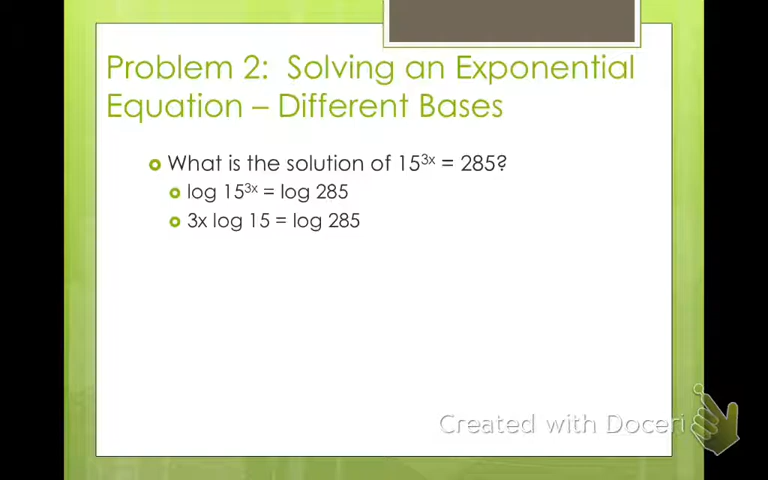 Problem 2: Solving an Exponential
Equation – Different Bases
What is the solution of 15³ˣ = 285?
log 15³ˣ = log 285
3x log 15 = log 285
Created with Doceri